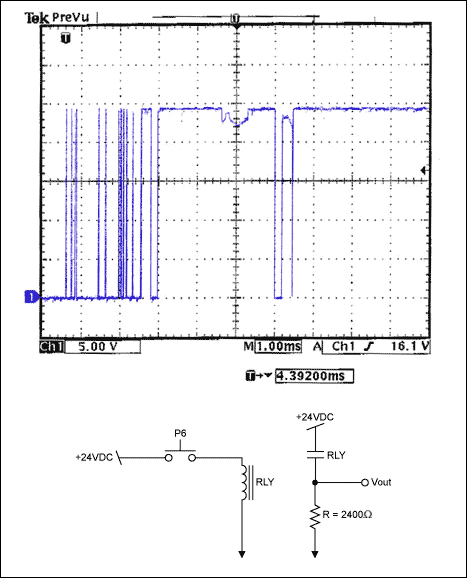 Tek PreVu
T
T
1
Ch1 5.00 V M 1.00ms A Ch1 ʃ 16.1 V
T→▼ 4.39200ms
+24VDC
P6
+24VDC
RLY
RLY
Vout
R = 2400Ω